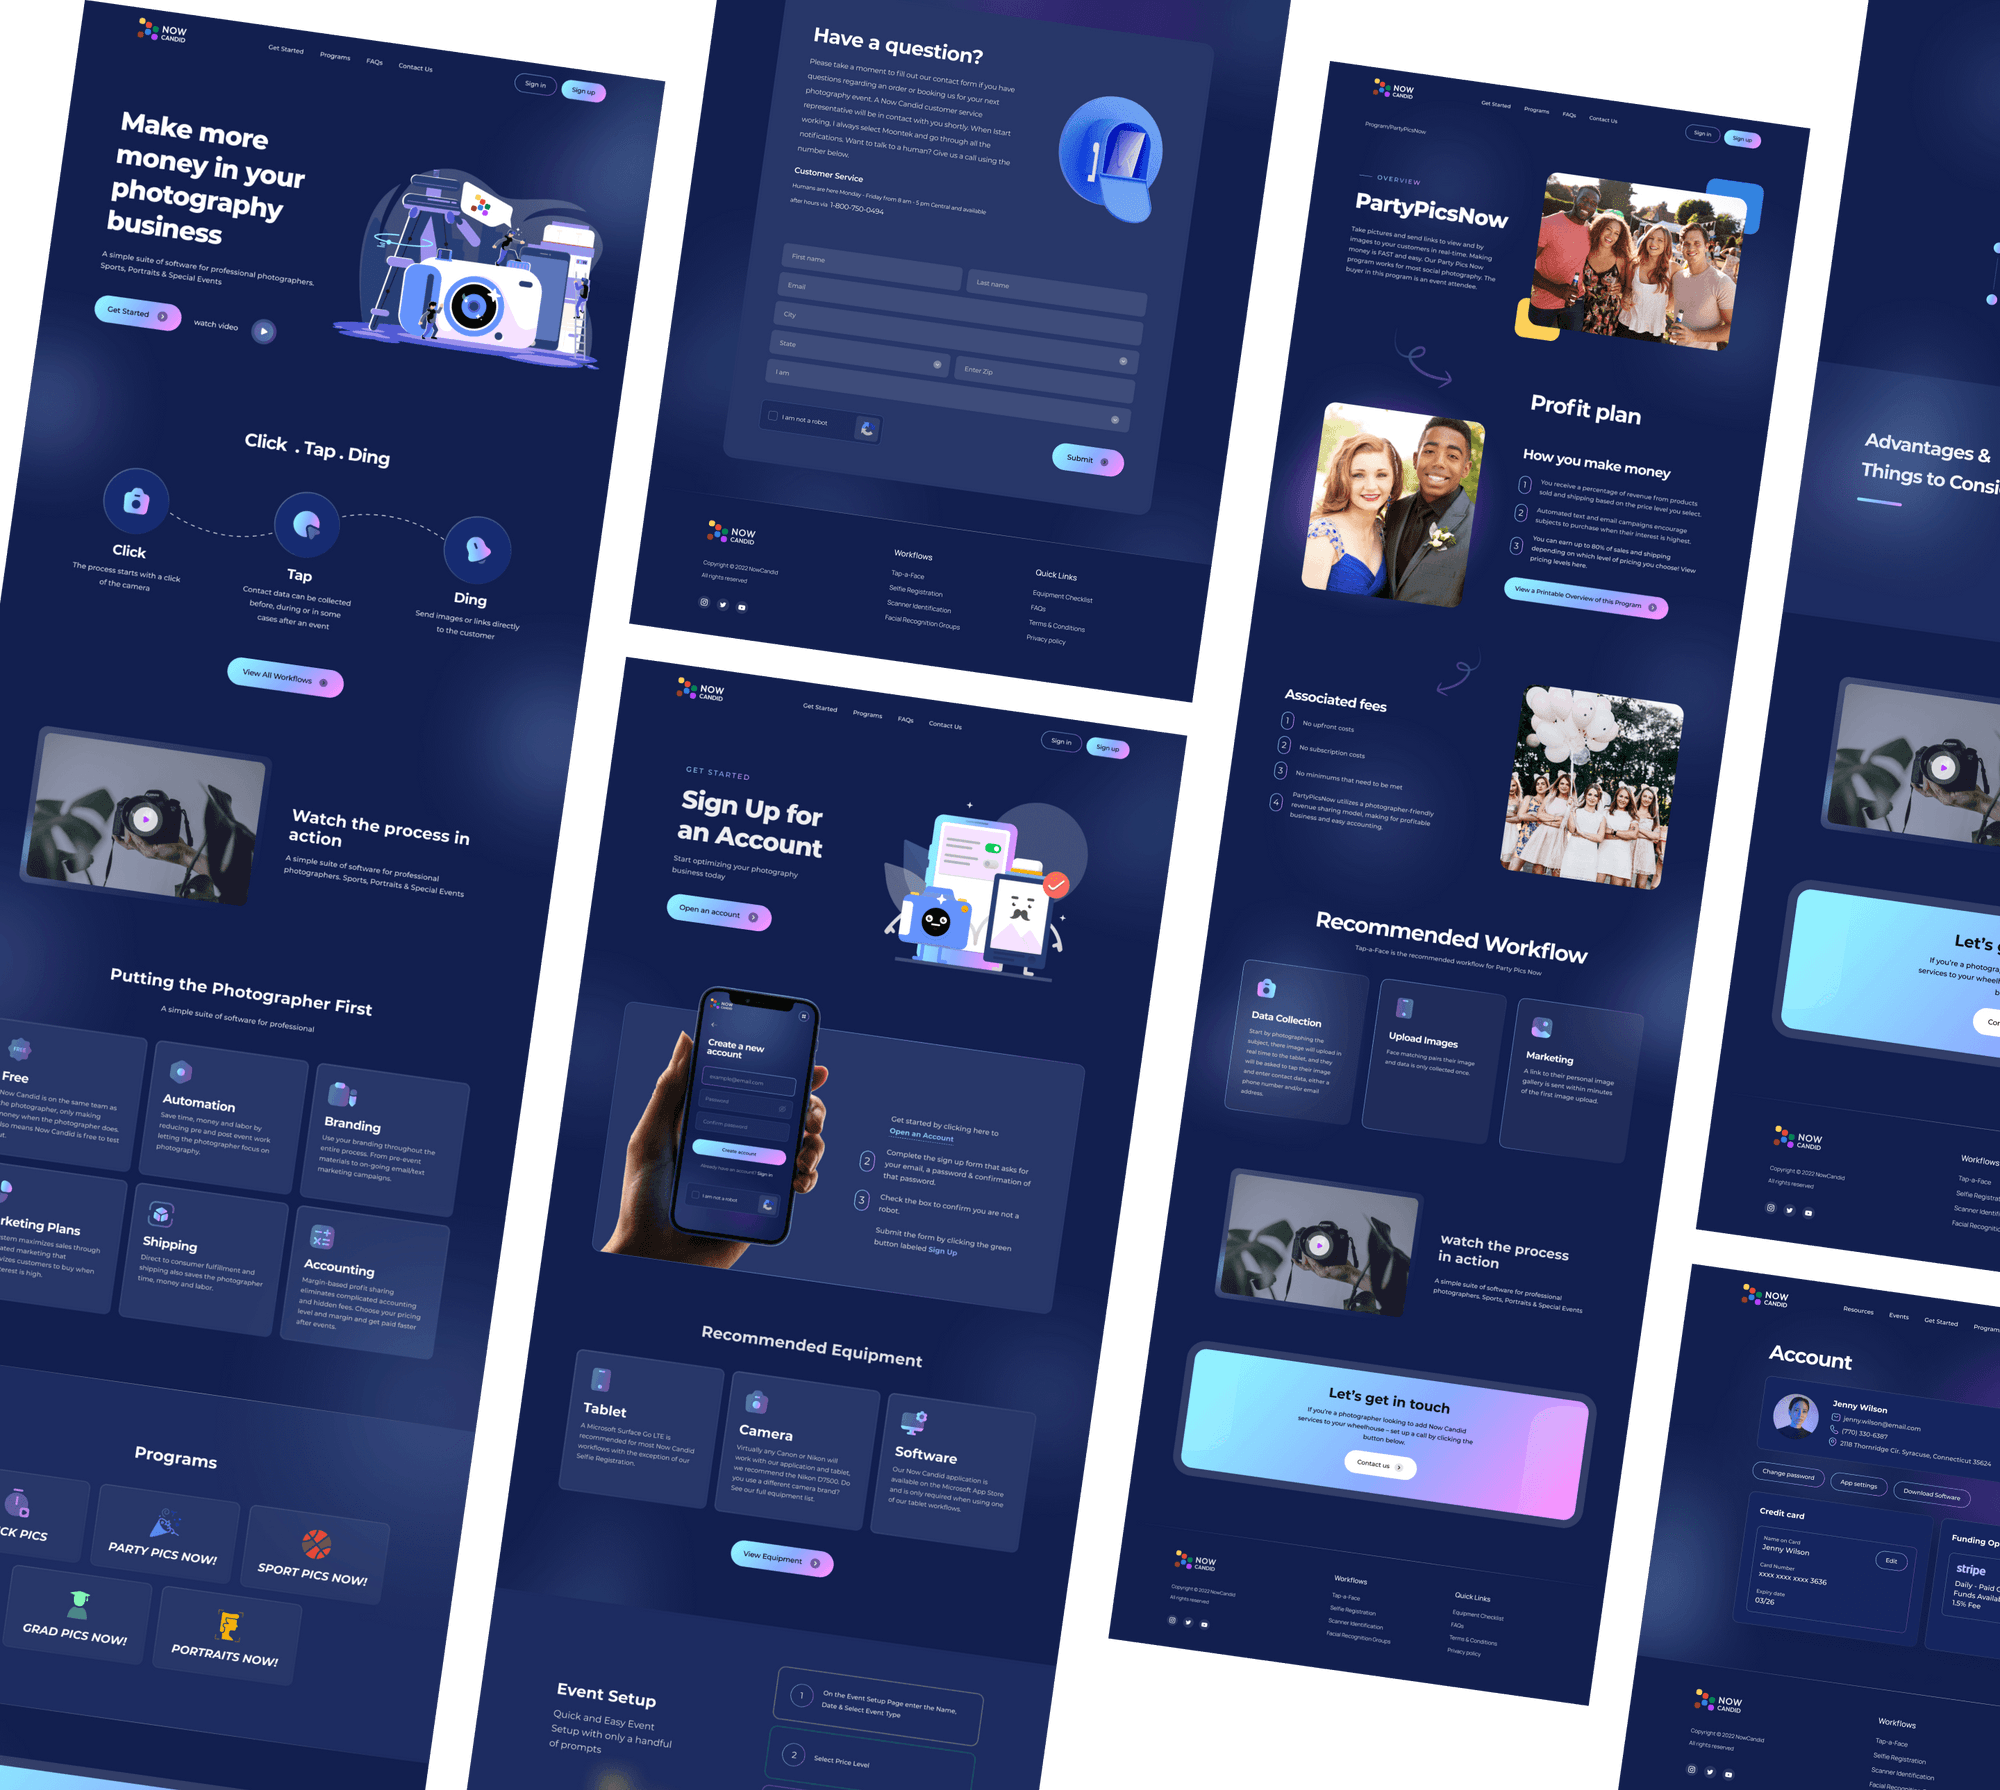 NOW
CANDID
Get Started
Programs
FAQs
Contact Us
Sign in
Sign up
Make more
money in your
photography
business
A simple suite of software for professional photographers.
Sports, Portraits & Special Events
Get Started
watch video
Click . Tap . Ding
Click
The process starts with a click
of the camera
Tap
Contact data can be collected
before, during or in some
cases after an event
Ding
Send images or links directly
to the customer
View All Workflows
Watch the process in
action
A simple suite of software for professional
photographers. Sports, Portraits & Special Events
Putting the Photographer First
A simple suite of software for professional
FREE
Free
Now Candid is on the same team as
the photographer, only making
money when the photographer does.
also means Now Candid is free to test
Automation
Save time, money and labor by
reducing pre and post event work
letting the photographer focus on
photography.
Branding
Use your branding throughout the
entire process. From pre-event
materials to on-going email/text
marketing campaigns.
rketing Plans
stem maximizes sales through
ated marketing that
vizes customers to buy when
terest is high.
Shipping
Direct to consumer fulfillment and
shipping also saves the photographer
time, money and labor.
Accounting
Margin-based profit sharing
eliminates complicated accounting
and hidden fees. Choose your pricing
level and margin and get paid faster
after events.
Programs
CK PICS
PARTY PICS NOW!
SPORT PICS NOW!
GRAD PICS NOW!
PORTRAITS NOW!
Have a question?
Please take a moment to fill out our contact form if you have
questions regarding an order or booking us for your next
photography event. A Now Candid customer service
representative will be in contact with you shortly. When Istart
working, I always select Moontek and go through all the
notifications. Want to talk to a human? Give us a call using the
number below.
Customer Service
Humans are here Monday - Friday from 8 am - 5 pm Central and available
after hours via 1-800-750-0494
First name
Last name
Email
City
State
Enter Zip
I am
I am not a robot
Submit
NOW
CANDID
Copyright © 2022 NowCandid
All rights reserved
Workflows
Tap-a-Face
Selfie Registration
Scanner Identification
Facial Recognition Groups
Quick Links
Equipment Checklist
FAQs
Terms & Conditions
Privacy policy
NOW
CANDID
Get Started
Programs
FAQs
Contact Us
Sign in
Sign up
GET STARTED
Sign Up for
an Account
Start optimizing your photography
business today
Open an account
NOW
CANDID
Create a new
account
example@email.com
Password
Confirm password
Create account
Already have an account? Sign in
I am not a robot
Get started by clicking here to
Open an Account
2
Complete the sign up form that asks for
your email, a password & confirmation of
that password.
3
Check the box to confirm you are not a
robot.
Submit the form by clicking the green
button labeled Sign Up
Recommended Equipment
Tablet
A Microsoft Surface Go LTE is
recommended for most Now Candid
workflows with the exception of our
Selfie Registration.
Camera
Virtually any Canon or Nikon will
work with our application and tablet,
we recommend the Nikon D7500. Do
you use a different camera brand?
See our full equipment list.
Software
Our Now Candid application is
available on the Microsoft App Store
and is only required when using one
of our tablet workflows.
View Equipment
Event Setup
Quick and Easy Event
Setup with only a handful
of prompts
1
On the Event Setup Page enter the Name,
Date & Select Event Type
2
Select Price Level
NOW
CANDID
Get Started
Programs
FAQs
Contact Us
Sign in
Sign up
Program/PartyPicsNow
OVERVIEW
PartyPicsNow
Take pictures and send links to view and by
images to your customers in real-time. Making
money is FAST and easy. Our Party Pics Now
program works for most social photography. The
buyer in this program is an event attendee.
Profit plan
How you make money
1
You receive a percentage of revenue from products
sold and shipping based on the price level you select.
2
Automated text and email campaigns encourage
subjects to purchase when their interest is highest.
3
You can earn up to 80% of sales and shipping
depending on which level of pricing you choose! View
pricing levels here.
View a Printable Overview of this Program
Associated fees
1
No upfront costs
2
No subscription costs
3
No minimums that need to be met
4
PartyPicsNow utilizes a photographer-friendly
revenue sharing model, making for profitable
business and easy accounting.
Recommended Workflow
Tap-a-Face is the recommended workflow for Party Pics Now
Data Collection
Start by photographing the
subject, there image will upload in
real time to the tablet, and they
will be asked to tap their image
and enter contact data, either a
phone number and/or email
address.
Upload Images
Face matching pairs their image
and data is only collected once.
Marketing
A link to their personal image
gallery is sent within minutes
of the first image upload.
watch the process
in action
A simple suite of software for professional
photographers. Sports, Portraits & Special Events
Let's get in touch
If you're a photographer looking to add Now Candid
services to your wheelhouse – set up a call by clicking the
button below.
Contact us
NOW
CANDID
Copyright © 2022 NowCandid
All rights reserved
Workflows
Tap-a-Face
Selfie Registration
Scanner Identification
Facial Recognition Groups
Quick Links
Equipment Checklist
FAQs
Terms & Conditions
Privacy policy
Advantages &
Things to Consi
Let's g
If you're a photogra
services to your wheelh
b
Con
NOW
CANDID
Copyright © 2022 NowCandid
All rights reserved
Workflows
Tap-a-Face
Selfie Registra
Scanner Identifi
Facial Recognitio
NOW
CANDID
Resources
Events
Get Started
Programs
Account
Jenny Wilson
jenny.wilson@email.com
(770) 330-6387
2118 Thornridge Cir. Syracuse, Connecticut 35624
Change password
App settings
Download Software
Credit card
Name on Card
Jenny Wilson
Edit
Card Number
xxxx xxxx xxxx 3636
Expiry date
03/26
Funding Op
stripe
Daily - Paid O
Funds Availab
1.5% Fee
NOW
CANDID
Copyright © 2022 NowCandid
All rights reserved
Workflows
Tap-a-Face
Selfie Registration
Scanner Identification
Facial Recognition Gro